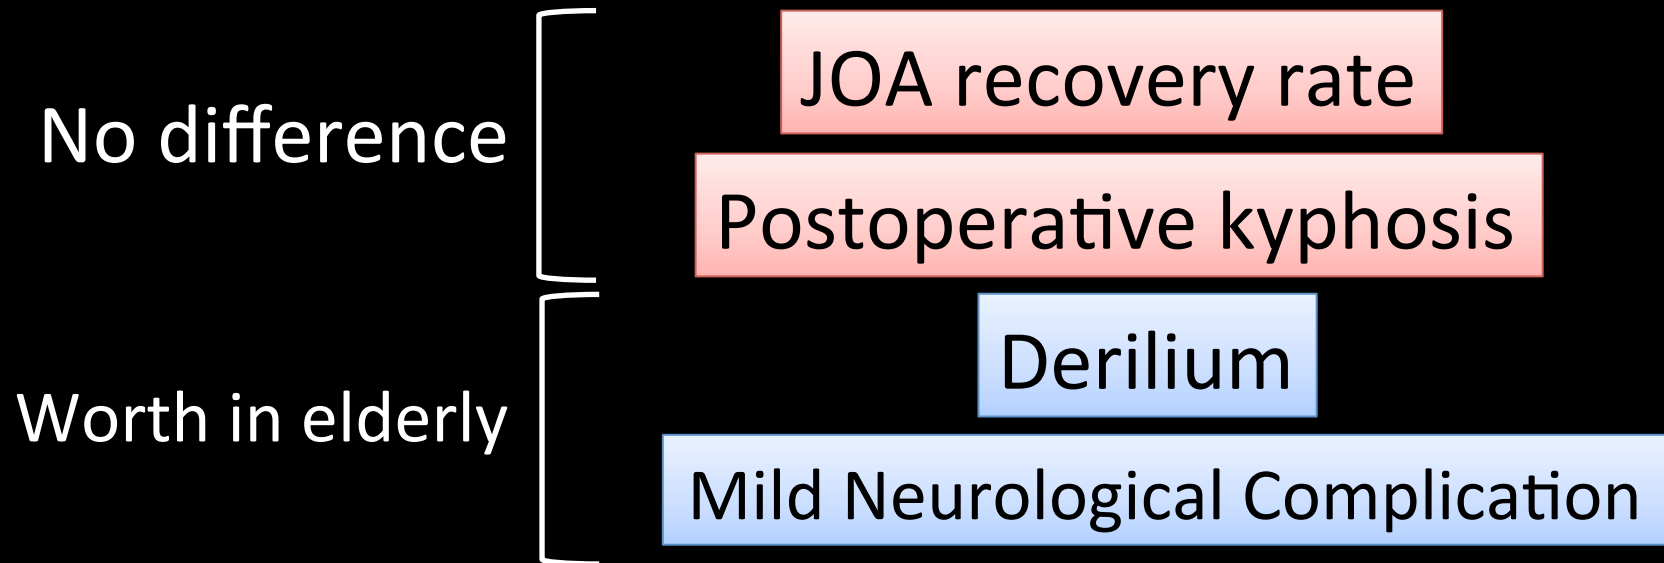 No difference
JOA recovery rate
Postoperative kyphosis
Worth in elderly
Derilium
Mild Neurological Complication